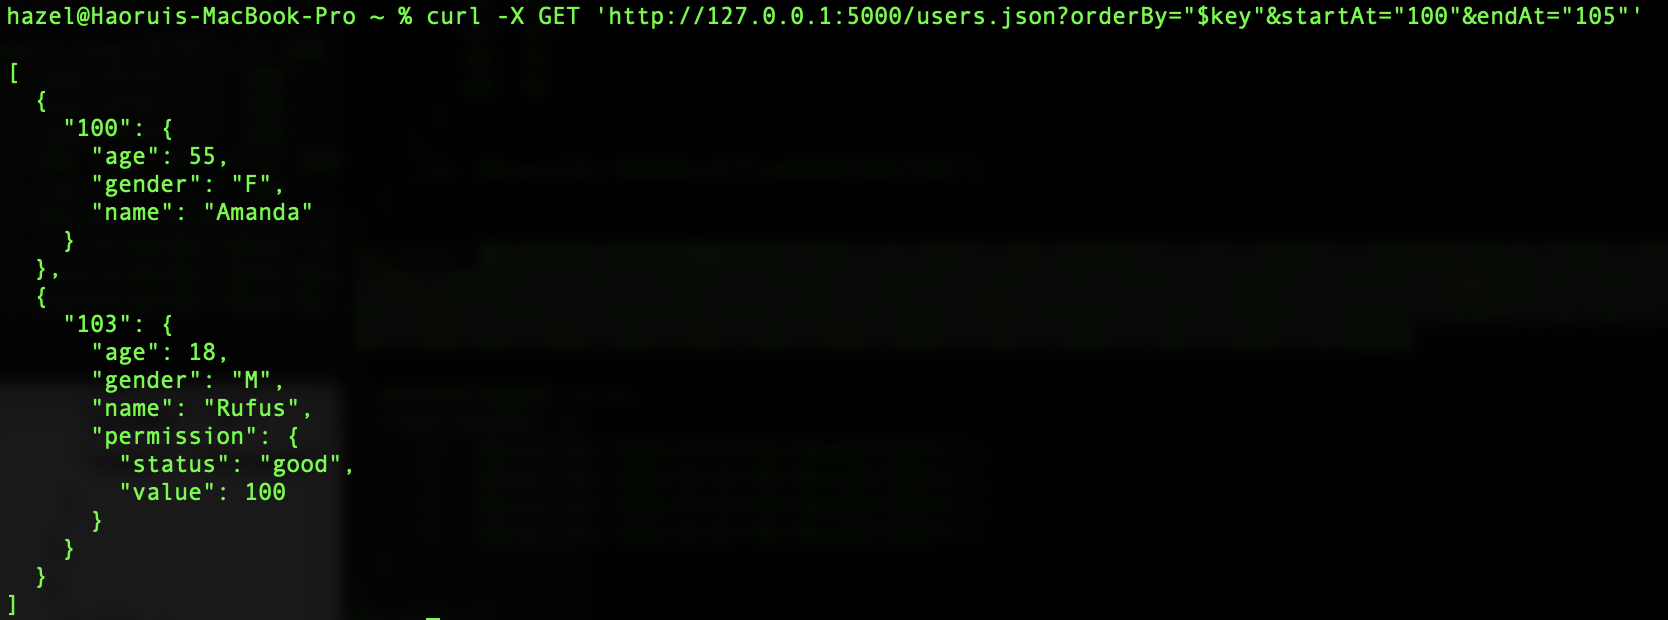 hazel@Haoruis-MacBook-Pro ~ % curl -X GET 'http://127.0.0.1:5000/users.json?orderBy="$key"&startAt="100"&endAt="105"'
[
  {
    "100": {
      "age": 55,
      "gender": "F",
      "name": "Amanda"
    }
  },
  {
    "103": {
      "age": 18,
      "gender": "M",
      "name": "Rufus",
      "permission": {
        "status": "good",
        "value": 100
      }
    }
  }
]